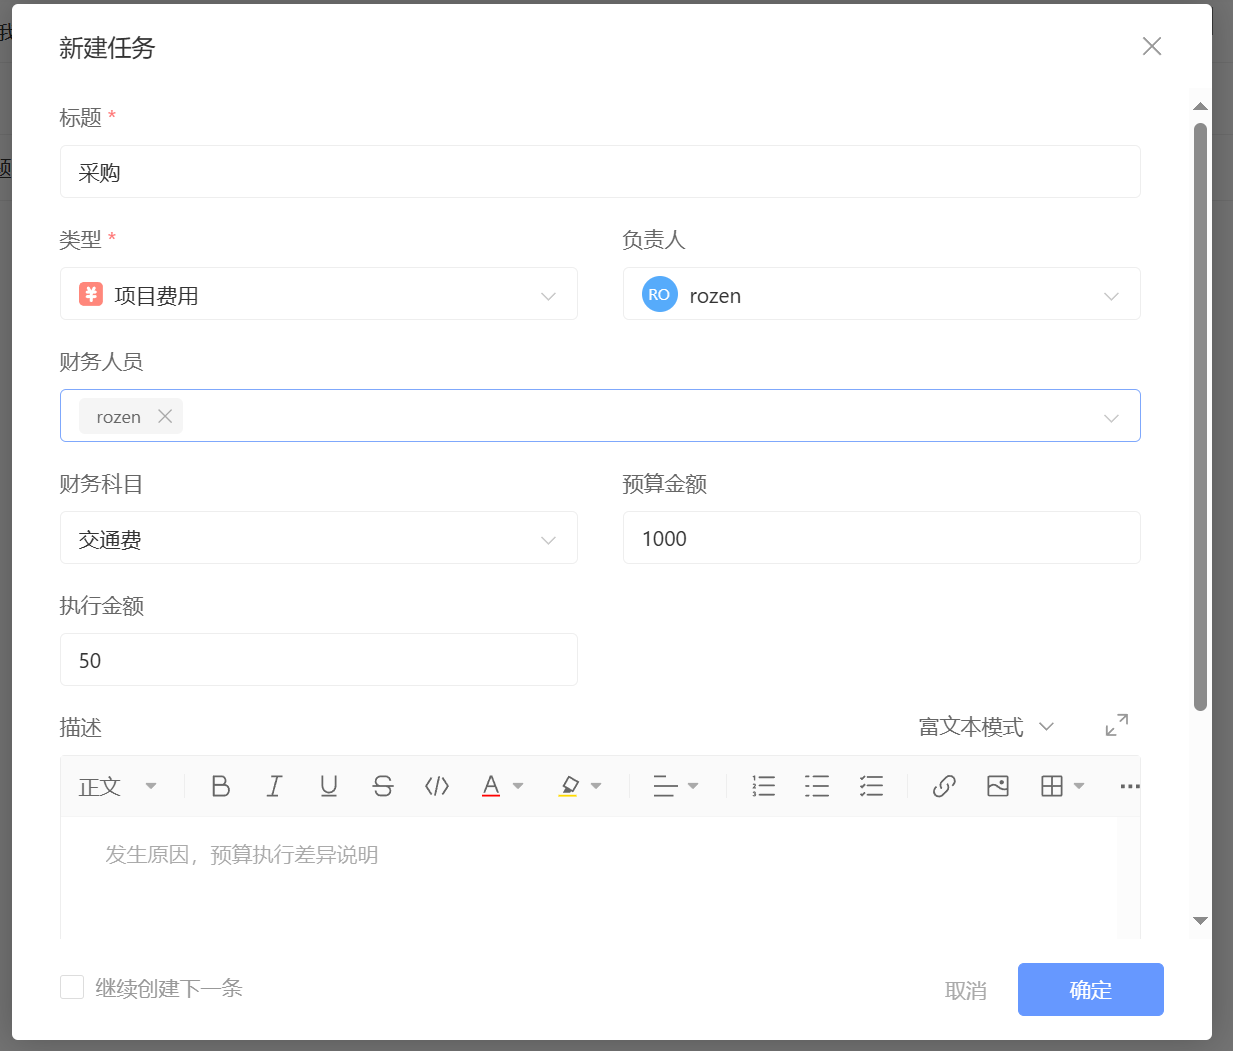 新建任务
标题 *
采购
类型 *
负责人
项目费用
RO rozen
财务人员
rozen
财务科目
预算金额
交通费
1000
执行金额
50
描述
富文本模式
正文
发生原因，预算执行差异说明
继续创建下一条
取消
确定